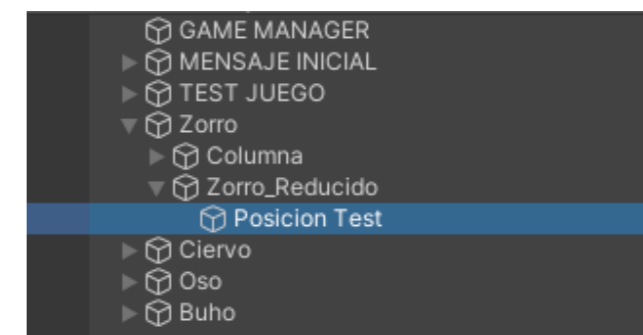 GAME MANAGER
MENSAJE INICIAL
TEST JUEGO
Zorro
Columna
Zorro_Reducido
Posicion Test
Ciervo
Oso
Buho